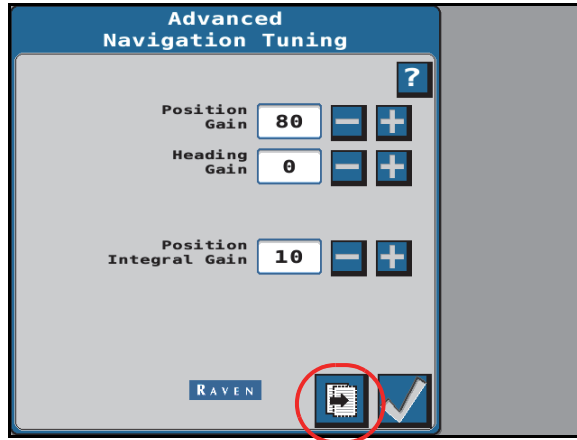 Advanced
Navigation Tuning
?
Position
Gain 80 − +
Heading
Gain 0 − +
Position
Integral Gain 10 − +
RAVEN